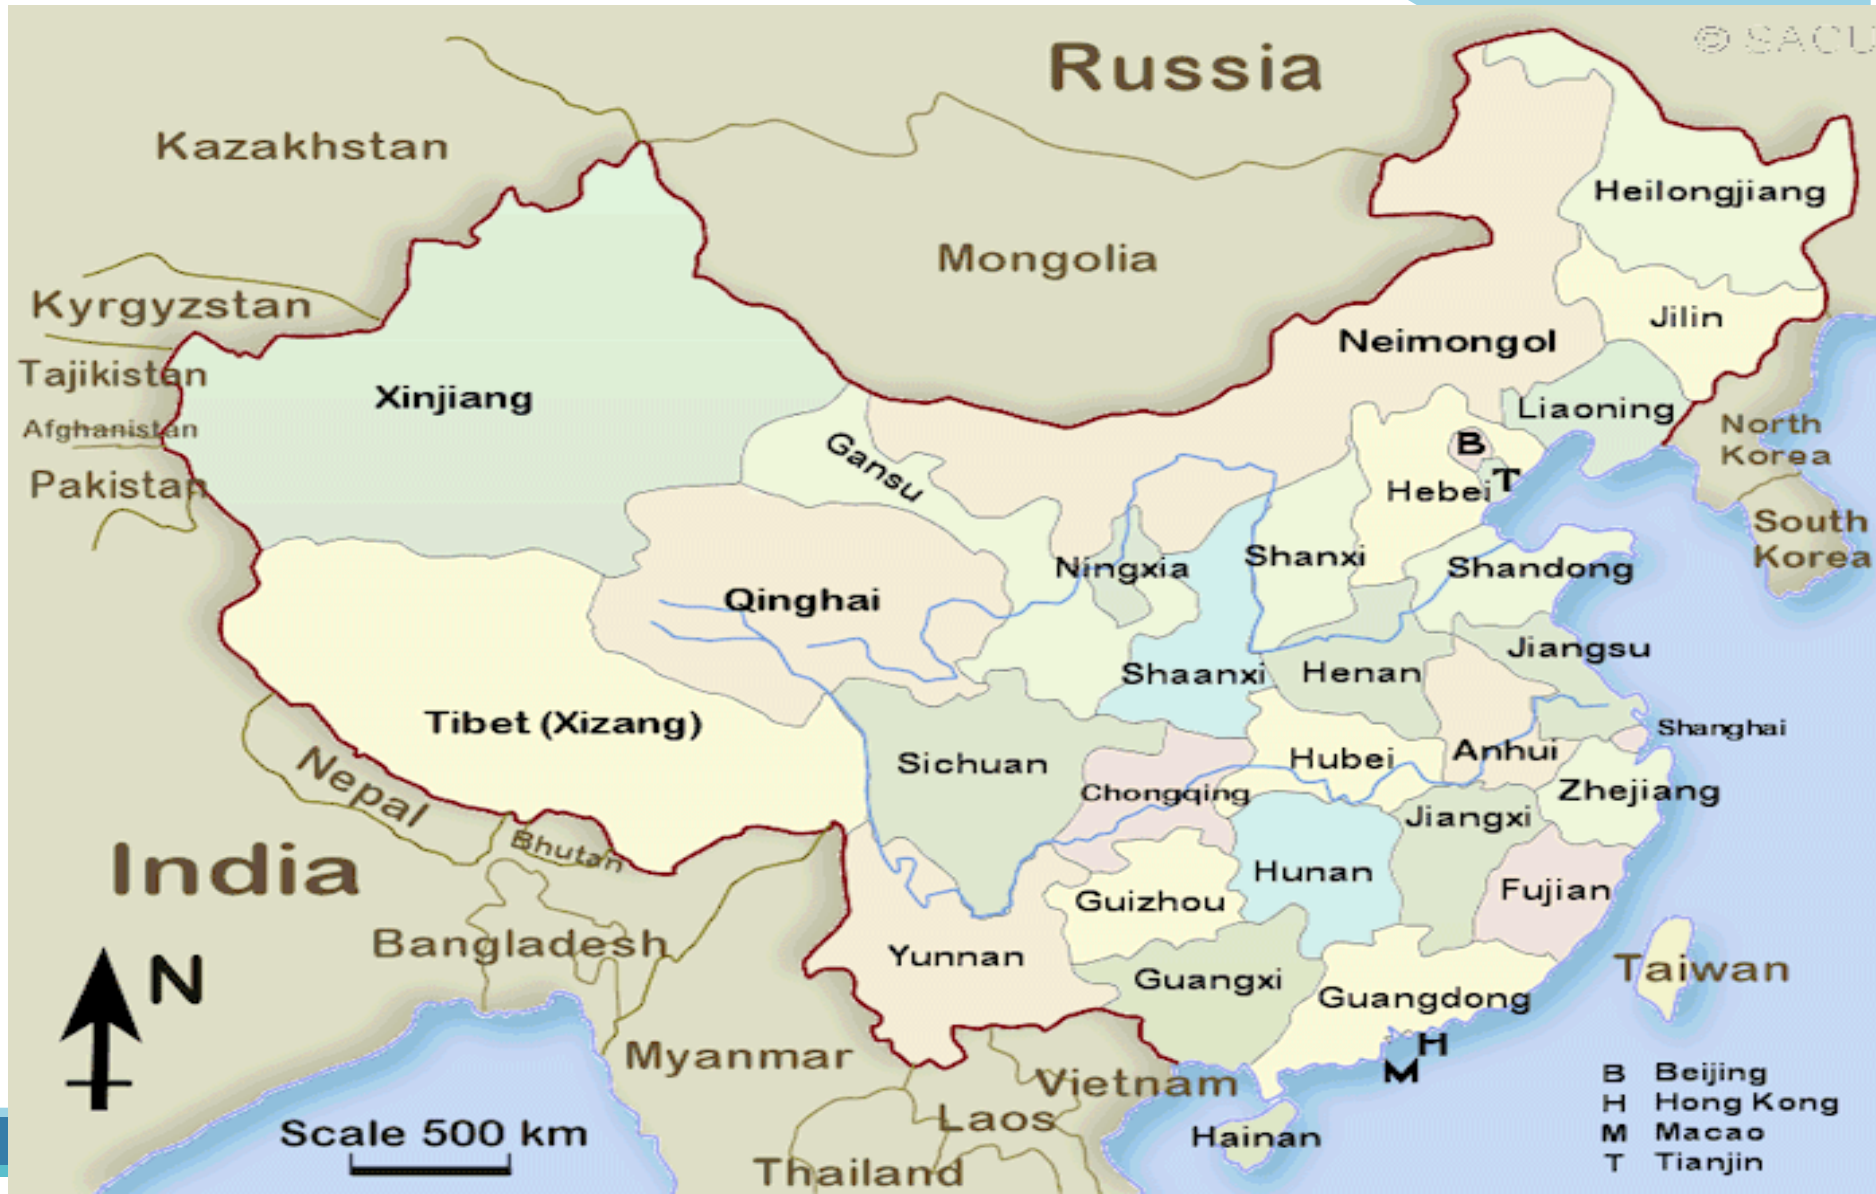 © SACU
Russia
Kazakhstan
Heilongjiang
Mongolia
Kyrgyzstan
Jilin
Neimongol
Tajikistan
Xinjiang
Liaoning
Afghanistan
North
Korea
B
Gansu
T
Pakistan
Hebei
South
Korea
Shanxi
Ningxia
Shandong
Qinghai
Jiangsu
Shaanxi
Henan
Tibet (Xizang)
Shanghai
Anhui
Hubei
Sichuan
Nepal
Chongqing
Zhejiang
Jiangxi
Bhutan
India
Hunan
Fujian
Guizhou
Bangladesh
Yunnan
Taiwan
N
Guangxi
Guangdong
H
Myanmar
M
Vietnam
B Beijing
H Hong Kong
Laos
M Macao
Scale 500 km
Hainan
T Tianjin
Thailand